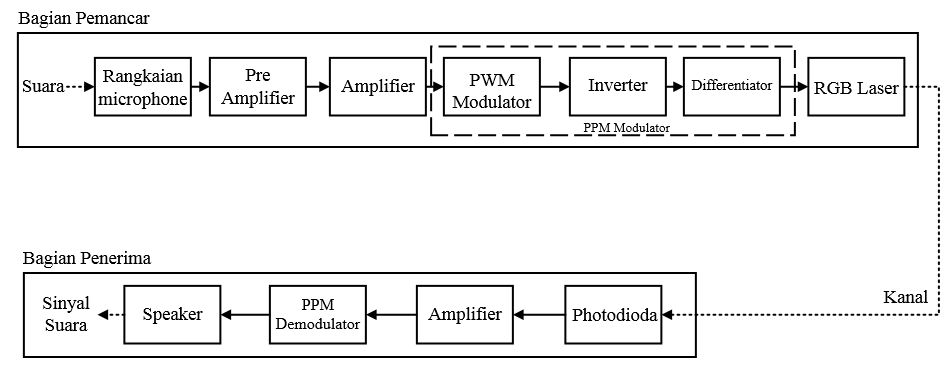 Bagian Pemancar
Suara
Rangkaian
microphone
Pre
Amplifier
Amplifier
PWM
Modulator
Inverter
Differentiator
PPM Modulator
RGB Laser
Bagian Penerima
Sinyal
Suara
Speaker
PPM
Demodulator
Amplifier
Photodioda
Kanal